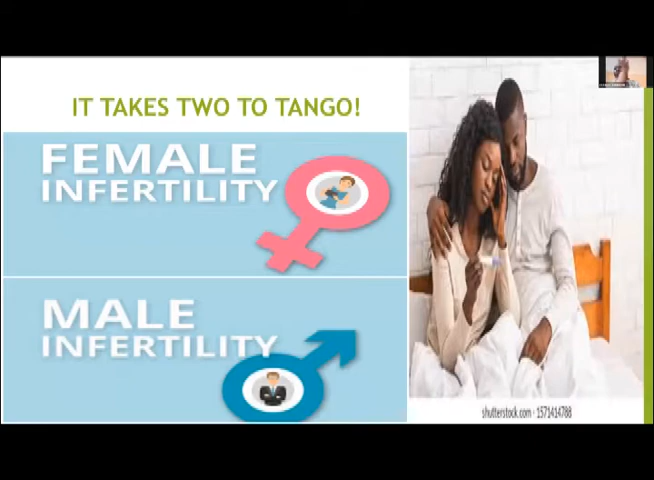 IT TAKES TWO TO TANGO!
FEMALE
INFERTILITY
MALE
INFERTILITY
shutterstock.com · 1571414788